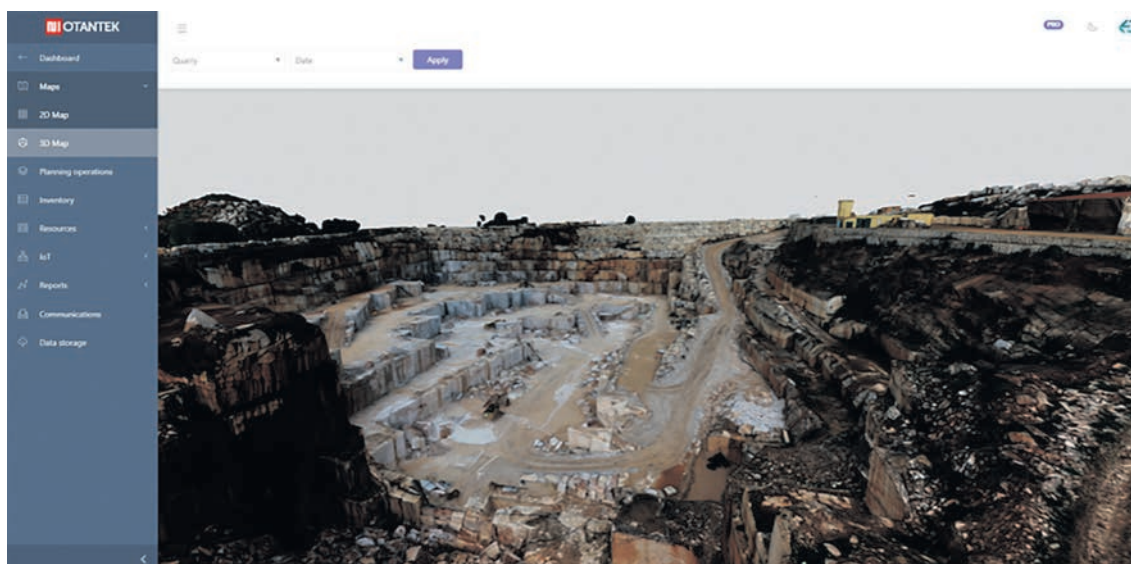 OTANTEK
PRO
Quarry
Date
Apply
Dashboard
Maps
2D Map
3D Map
Planning operations
Inventory
Resources
IoT
Reports
Communications
Data storage